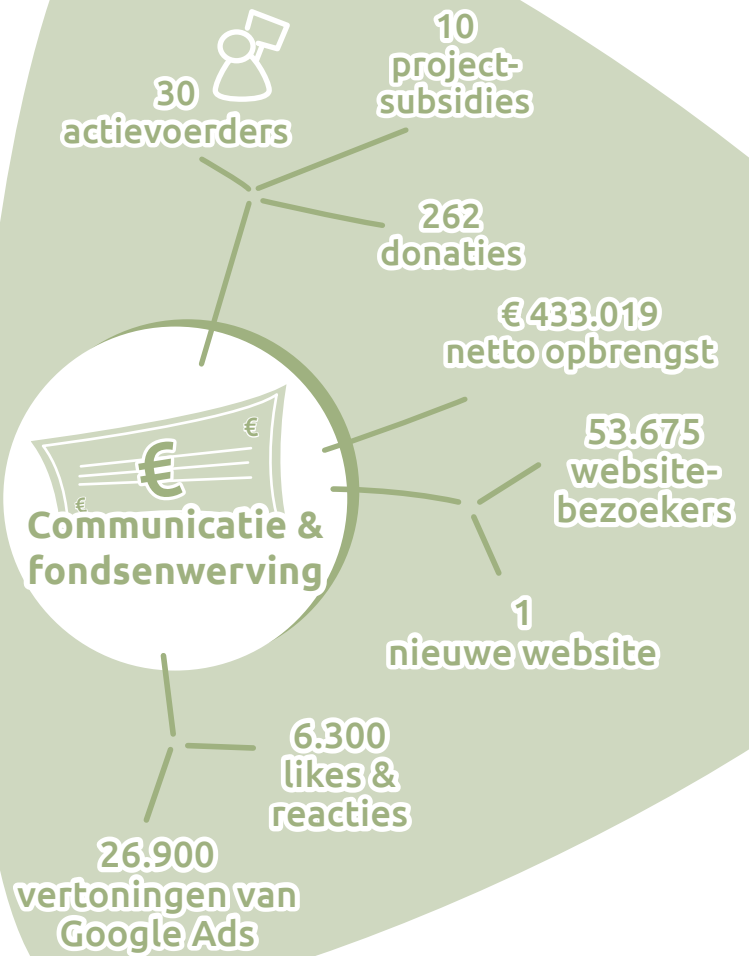 30
actievoerders
10
project-
subsidies
262
donaties
€ 433.019
netto opbrengst
53.675
website-
bezoekers
1
nieuwe website
€
€
€
Communicatie &
fondsenwerving
6.300
likes &
reacties
26.900
vertoningen van
Google Ads